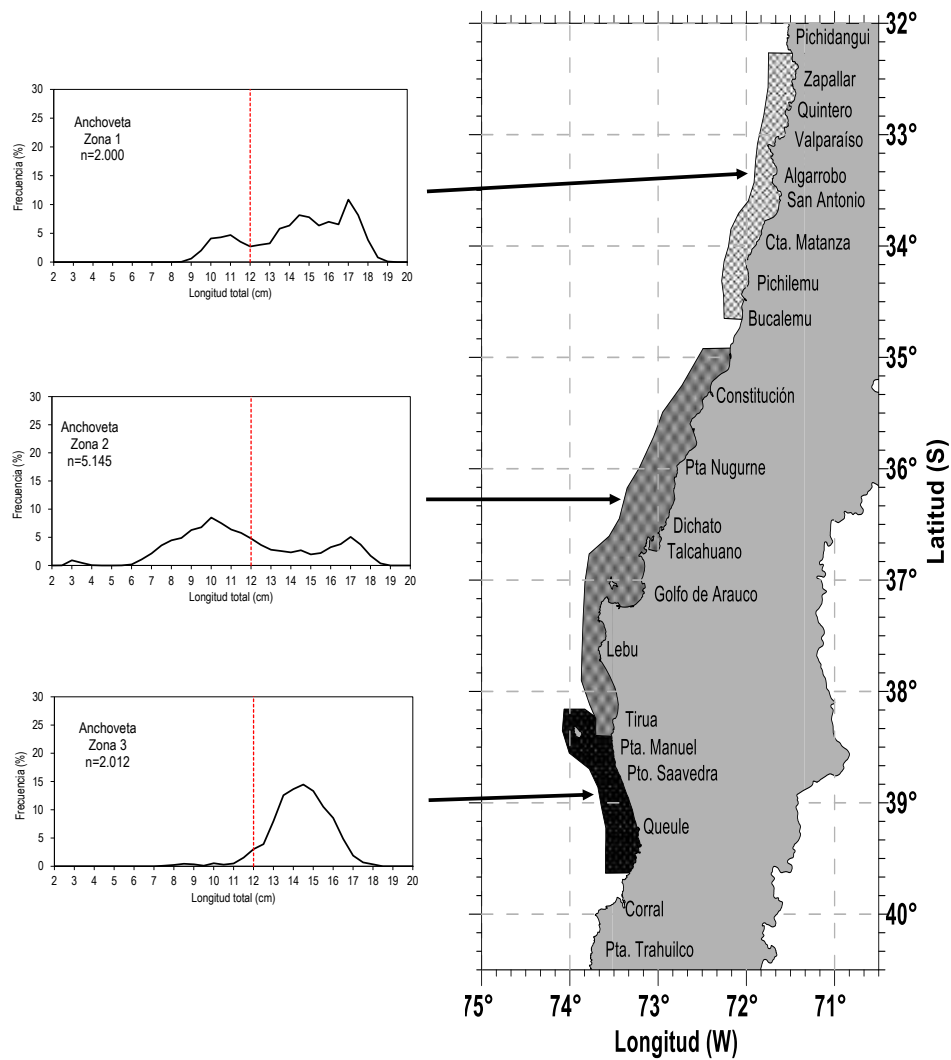 30
25
20
15
10
5
0
Frecuencia (%)
Anchoveta
Zona 1
n=2.000
2 3 4 5 6 7 8 9 10 11 12 13 14 15 16 17 18 19 20
Longitud total (cm)
30
25
20
15
10
5
0
Frecuencia (%)
Anchoveta
Zona 2
n=5.145
2 3 4 5 6 7 8 9 10 11 12 13 14 15 16 17 18 19 20
Longitud total (cm)
30
25
20
15
10
5
0
Frecuencia (%)
Anchoveta
Zona 3
n=2.012
2 3 4 5 6 7 8 9 10 11 12 13 14 15 16 17 18 19 20
Longitud total (cm)
Pichidangui
Zapallar
Quintero
Valparaíso
Algarrobo
San Antonio
Cta. Matanza
Pichilemu
Bucalemu
Constitución
Pta Nugurne
Dichato
Talcahuano
Golfo de Arauco
Lebu
Tirua
Pta. Manuel
Pto. Saavedra
Queule
Corral
Pta. Trahuilco
32°
33°
34°
35°
36°
37°
38°
39°
40°
Latitud (S)
75° 74° 73° 72° 71°
Longitud (W)